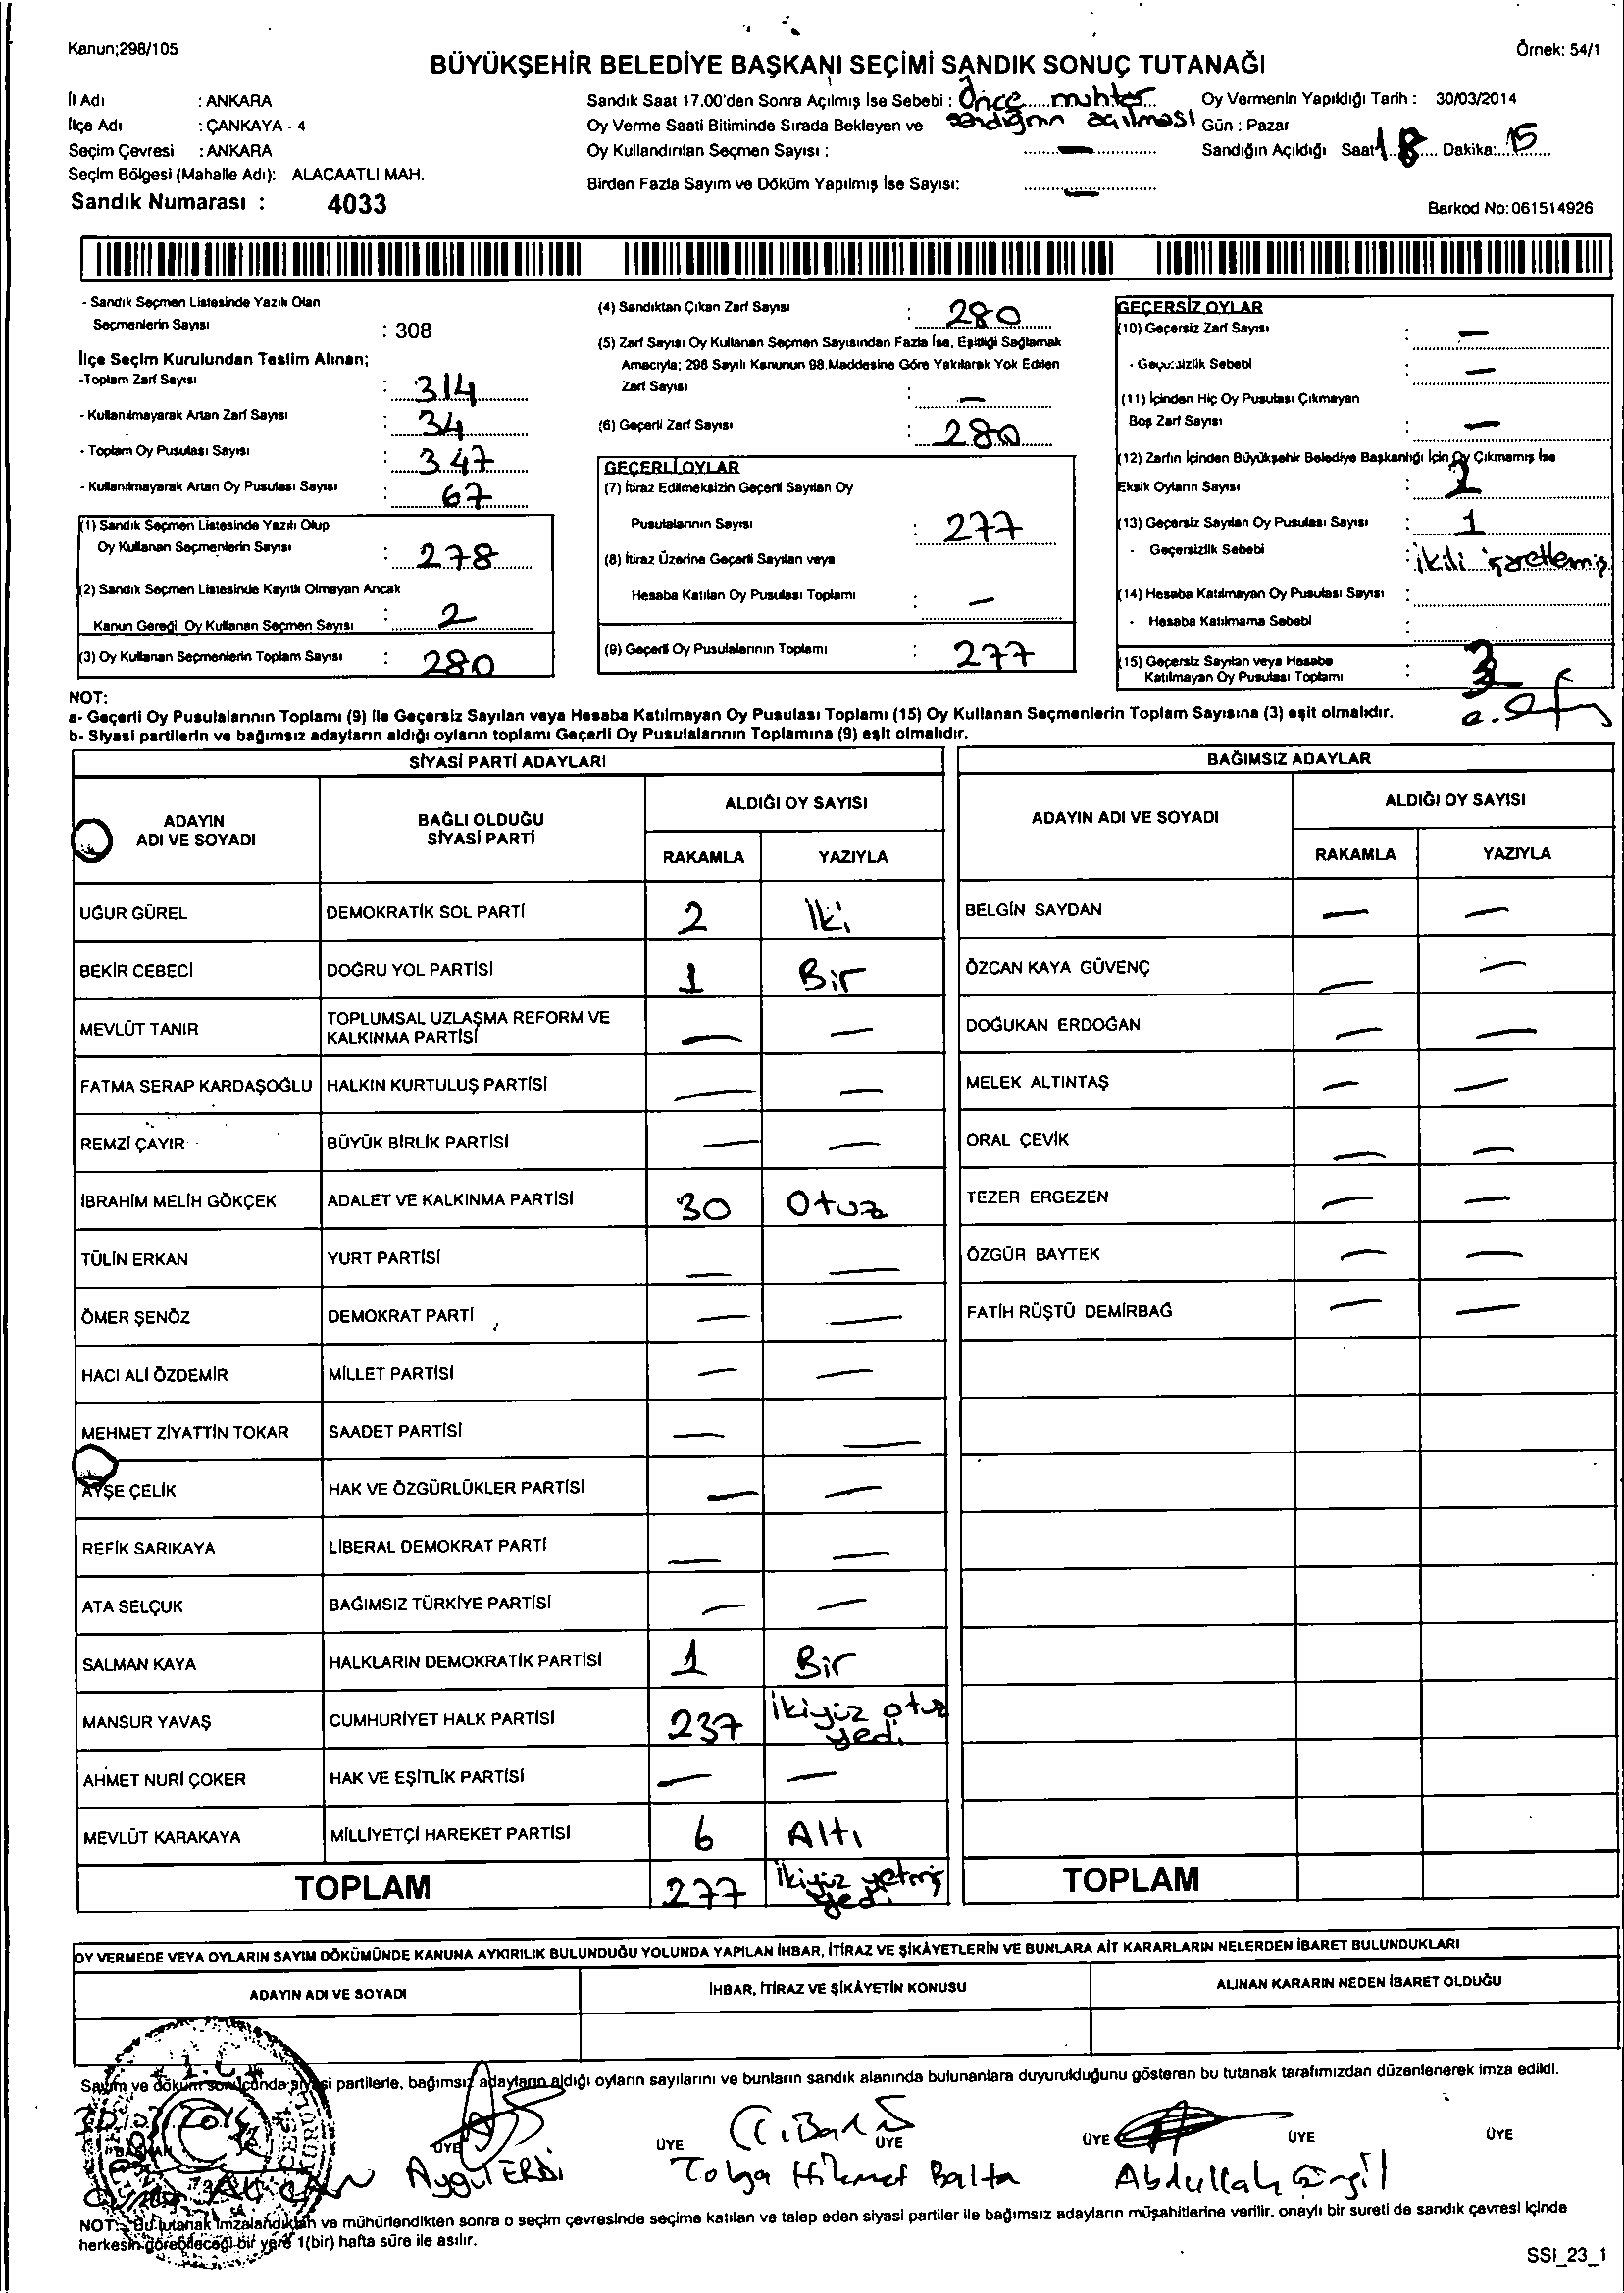 Kanun;298/105
Örnek: 54/1
BÜYÜKŞEHİR BELEDİYE BAŞKANI SEÇİMİ SANDIK SONUÇ TUTANAĞI
İl Adı : ANKARA
İlçe Adı : ÇANKAYA - 4
Seçim Çevresi : ANKARA
Seçim Bölgesi (Mahalle Adı): ALACAATLI MAH.
Sandık Numarası : 4033
Sandık Saat 17.00'den Sonra Açılmış İse Sebebi : Önce muhtar
sandığının açılması
Oy Verme Saati Bitiminde Sırada Bekleyen ve
Oy Kullandırılan Seçmen Sayısı : —
Birden Fazla Sayım ve Döküm Yapılmış İse Sayısı: —
Oy Vermenin Yapıldığı Tarih : 30/03/2014
Gün : Pazar
Sandığın Açıldığı Saat 18 Dakika: 15
Barkod No:061514926
- Sandık Seçmen Listesinde Yazılı Olan
Seçmenlerin Sayısı : 308
İlçe Seçim Kurulundan Teslim Alınan;
-Toplam Zarf Sayısı : 314
- Kullanılmayarak Artan Zarf Sayısı : 34
- Toplam Oy Pusulası Sayısı : 347
- Kullanılmayarak Artan Oy Pusulası Sayısı : 67
(1) Sandık Seçmen Listesinde Yazılı Olup
Oy Kullanan Seçmenlerin Sayısı : 278
(2) Sandık Seçmen Listesinde Kayıtlı Olmayan Ancak
Kanun Gereği Oy Kullanan Seçmen Sayısı : 2
(3) Oy Kullanan Seçmenlerin Toplam Sayısı : 280
(4) Sandıktan Çıkan Zarf Sayısı : 280
(5) Zarf Sayısı Oy Kullanan Seçmen Sayısından Fazla İse, Eşitliği Sağlamak
Amacıyla; 298 Sayılı Kanunun 98.Maddesine Göre Yakılarak Yok Edilen
Zarf Sayısı : —
(6) Geçerli Zarf Sayısı : 280
GEÇERLİ OYLAR
(7) İtiraz Edilmeksizin Geçerli Sayılan Oy
Pusulalarının Sayısı : 277
(8) İtiraz Üzerine Geçerli Sayılan veya
Hesaba Katılan Oy Pusulası Toplamı : —
(9) Geçerli Oy Pusulalarının Toplamı : 277
GEÇERSİZ OYLAR
(10) Geçersiz Zarf Sayısı : —
- Geçersizlik Sebebi : —
(11) İçinden Hiç Oy Pusulası Çıkmayan
Boş Zarf Sayısı : —
(12) Zarfın İçinden Büyükşehir Belediye Başkanlığı İçin Oy Çıkmamış İse
Eksik Oyların Sayısı : 2
(13) Geçersiz Sayılan Oy Pusulası Sayısı : 1
- Geçersizlik Sebebi : ikili işaretlemiş
(14) Hesaba Katılmayan Oy Pusulası Sayısı :
- Hesaba Katılmama Sebebi :
(15) Geçersiz Sayılan veya Hesaba
Katılmayan Oy Pusulası Toplamı : 3
NOT:
a- Geçerli Oy Pusulalarının Toplamı (9) ile Geçersiz Sayılan veya Hesaba Katılmayan Oy Pusulası Toplamı (15) Oy Kullanan Seçmenlerin Toplam Sayısına (3) eşit olmalıdır.
b- Siyasi partilerin ve bağımsız adayların aldığı oyların toplamı Geçerli Oy Pusulalarının Toplamına (9) eşit olmalıdır.
SİYASİ PARTİ ADAYLARI
ADAYIN ADI VE SOYADI
BAĞLI OLDUĞU SİYASİ PARTİ
ALDIĞI OY SAYISI
RAKAMLA YAZIYLA
UĞUR GÜREL DEMOKRATİK SOL PARTİ 2 İki
BEKİR CEBECİ DOĞRU YOL PARTİSİ 1 Bir
MEVLÜT TANIR TOPLUMSAL UZLAŞMA REFORM VE KALKINMA PARTİSİ — —
FATMA SERAP KARDAŞOĞLU HALKIN KURTULUŞ PARTİSİ — —
REMZİ ÇAYIR BÜYÜK BİRLİK PARTİSİ — —
İBRAHİM MELİH GÖKÇEK ADALET VE KALKINMA PARTİSİ 30 Otuz
TÜLİN ERKAN YURT PARTİSİ — —
ÖMER ŞENÖZ DEMOKRAT PARTİ — —
HACI ALİ ÖZDEMİR MİLLET PARTİSİ — —
MEHMET ZİYATTİN TOKAR SAADET PARTİSİ — —
AYŞE ÇELİK HAK VE ÖZGÜRLÜKLER PARTİSİ — —
REFİK SARIKAYA LİBERAL DEMOKRAT PARTİ — —
ATA SELÇUK BAĞIMSIZ TÜRKİYE PARTİSİ — —
SALMAN KAYA HALKLARIN DEMOKRATİK PARTİSİ 1 Bir
MANSUR YAVAŞ CUMHURİYET HALK PARTİSİ 237 İkiyüz otuz yedi
AHMET NURİ ÇOKER HAK VE EŞİTLİK PARTİSİ — —
MEVLÜT KARAKAYA MİLLİYETÇİ HAREKET PARTİSİ 6 Altı
TOPLAM 277 İkiyüz yetmiş yedi
BAĞIMSIZ ADAYLAR
ADAYIN ADI VE SOYADI
ALDIĞI OY SAYISI
RAKAMLA YAZIYLA
BELGİN SAYDAN — —
ÖZCAN KAYA GÜVENÇ — —
DOĞUKAN ERDOĞAN — —
MELEK ALTINTAŞ — —
ORAL ÇEVİK — —
TEZER ERGEZEN — —
ÖZGÜR BAYTEK — —
FATİH RÜŞTÜ DEMİRBAĞ — —
TOPLAM
OY VERMEDE VEYA OYLARIN SAYIM DÖKÜMÜNDE KANUNA AYKIRILIK BULUNDUĞU YOLUNDA YAPILAN İHBAR, İTİRAZ VE ŞİKÂYETLERİN VE BUNLARA AİT KARARLARIN NELERDEN İBARET BULUNDUKLARI
ADAYIN ADI VE SOYADI İHBAR, İTİRAZ VE ŞİKÂYETİN KONUSU ALINAN KARARIN NEDEN İBARET OLDUĞU
Sayım ve döküm sonucunda siyasi partilerle, bağımsız adayların aldığı oyların sayılarını ve bunların sandık alanında bulunanlara duyurulduğunu gösteren bu tutanak tarafımızdan düzenlenerek imza edildi.
T.C.
BAŞKAN ÜYE ÜYE ÜYE ÜYE ÜYE ÜYE
Aygül ERDİ Tolga Hikmet Balta Abdullah
NOT: Bu tutanak imzalandıktan ve mühürlendikten sonra o seçim çevresinde seçime katılan ve talep eden siyasi partiler ile bağımsız adayların müşahitlerine verilir, onaylı bir sureti de sandık çevresi içinde
herkesin görebileceği bir yere 1(bir) hafta süre ile asılır.
SSI_23_1